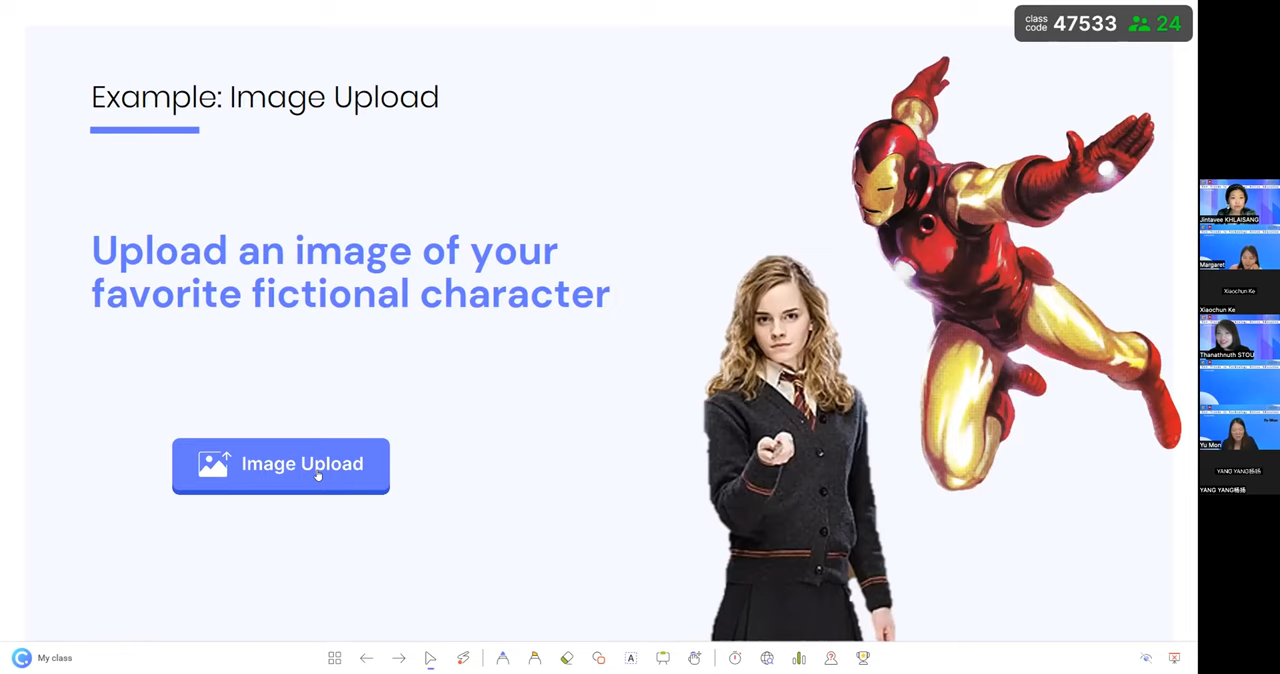 class
code 47533 24
Example: Image Upload
Upload an image of your
favorite fictional character
Image Upload
Jintavee KHLAISANG
Margaret
Xiaochun Ke
Xiaochun Ke
Thanathnuth STOU
Yu Mon
Yu Mon
YANG YANG杨扬
YANG YANG杨扬
My class
A